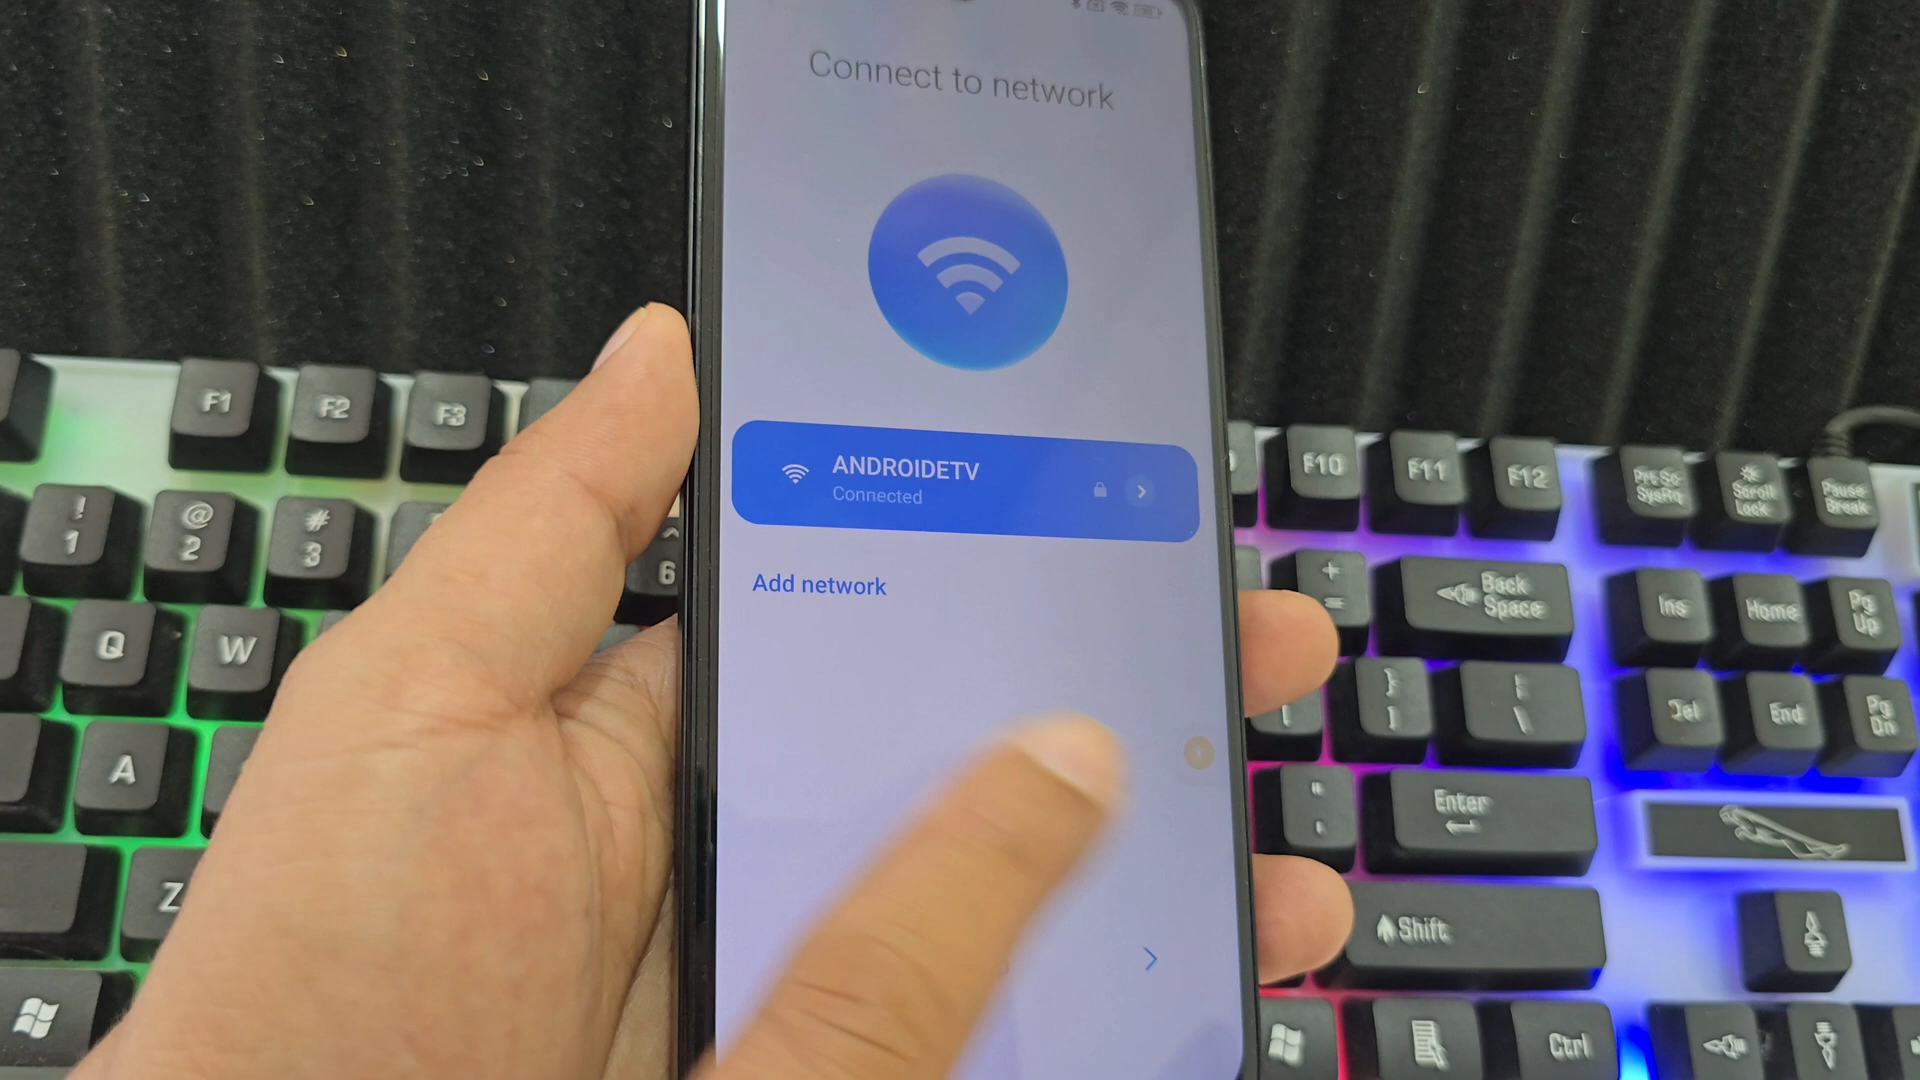 Connect to network
ANDROIDETV
Connected
Add network
F1
F2
F3
F10
F11
F12
Prt Sc
SysRq
Scroll
Lock
Pause
Break
!
1
@
2
#
3
^
6
+
=
Back
Space
Ins
Home
Pg
Up
Q
W
Del
End
Pg
Dn
A
Enter
Z
Shift
Ctrl